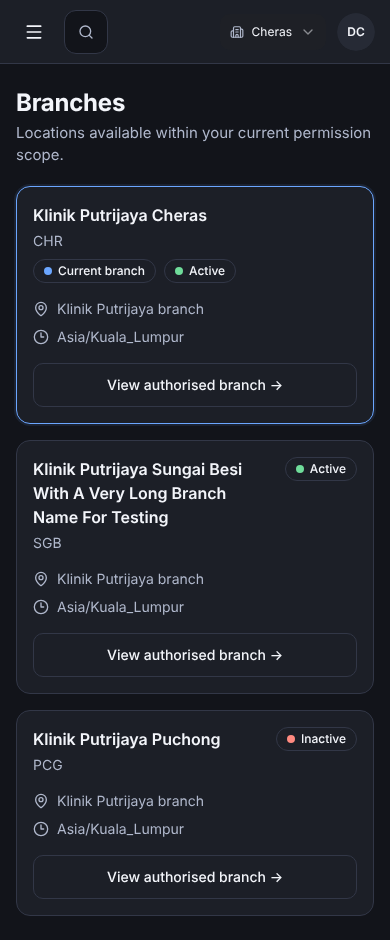 Cheras
DC
Branches
Locations available within your current permission
scope.
Klinik Putrijaya Cheras
CHR
Current branch
Active
Klinik Putrijaya branch
Asia/Kuala_Lumpur
View authorised branch →
Klinik Putrijaya Sungai Besi
With A Very Long Branch
Name For Testing
Active
SGB
Klinik Putrijaya branch
Asia/Kuala_Lumpur
View authorised branch →
Klinik Putrijaya Puchong
Inactive
PCG
Klinik Putrijaya branch
Asia/Kuala_Lumpur
View authorised branch →